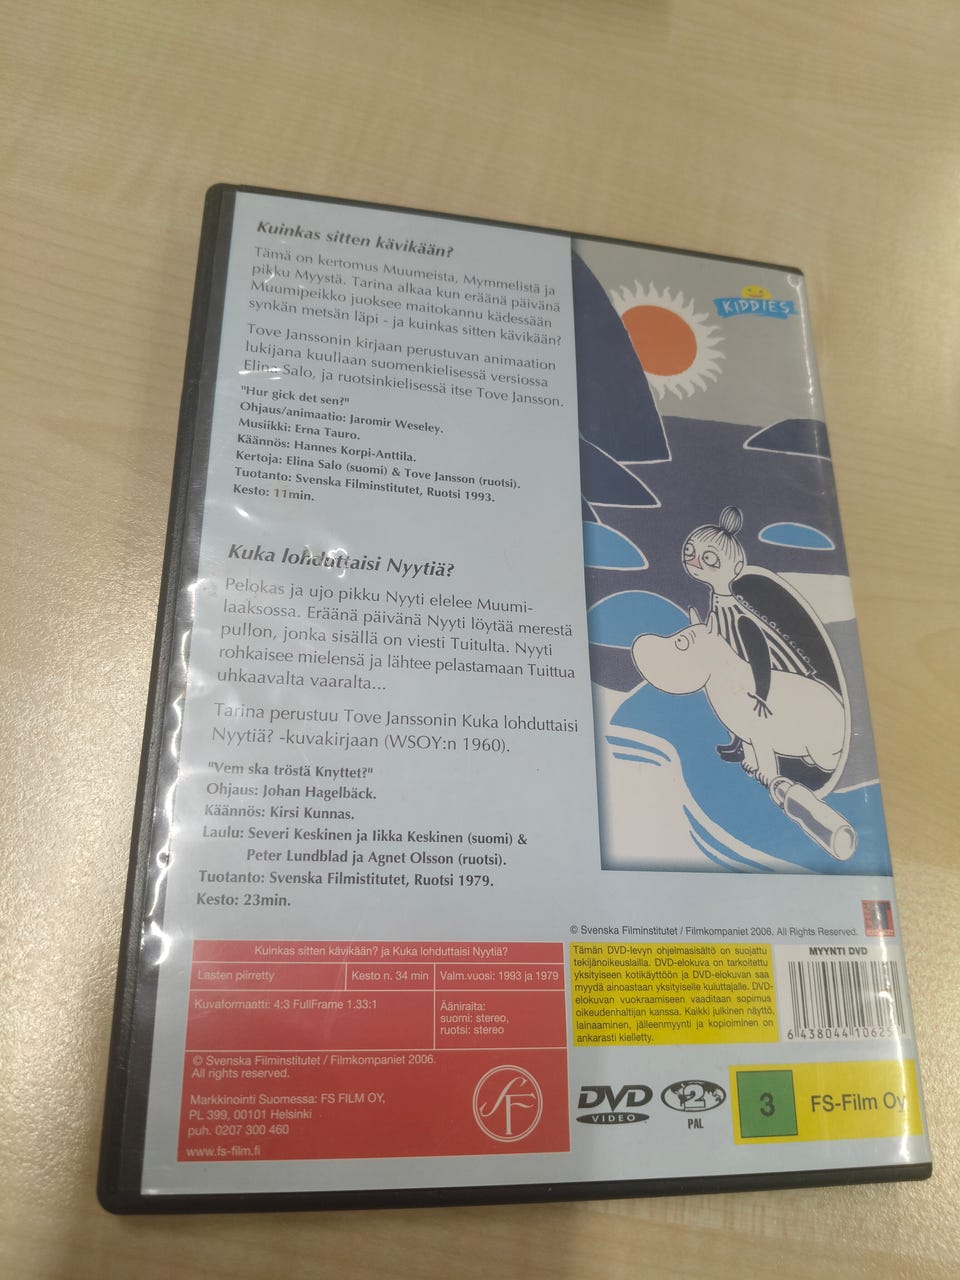 Kuinkas sitten kävikään?
Tämä on kertomus Muumeista, Mymmelistä ja
pikku Myystä. Tarina alkaa kun eräänä päivänä
Muumipeikko juoksee maitokannu kädessään
synkän metsän läpi - ja kuinkas sitten kävikään?
Tove Janssonin kirjaan perustuvan animaation
lukijana kuullaan suomenkielisessä versiossa
Elina Salo, ja ruotsinkielisessä itse Tove Jansson.
"Hur gick det sen?"
Ohjaus/animaatio: Jaromir Weseley.
Musiikki: Erna Tauro.
Käännös: Hannes Korpi-Anttila.
Kertoja: Elina Salo (suomi) & Tove Jansson (ruotsi).
Tuotanto: Svenska Filminstitutet, Ruotsi 1993.
Kesto: 11min.
Kuka lohduttaisi Nyytiä?
Pelokas ja ujo pikku Nyyti elelee Muumi-
laaksossa. Eräänä päivänä Nyyti löytää merestä
pullon, jonka sisällä on viesti Tuitulta. Nyyti
rohkaisee mielensä ja lähtee pelastamaan Tuittua
uhkaavalta vaaralta...
Tarina perustuu Tove Janssonin Kuka lohduttaisi
Nyytiä? -kuvakirjaan (WSOY:n 1960).
"Vem ska trösta Knyttet?"
Ohjaus: Johan Hagelbäck.
Käännös: Kirsi Kunnas.
Laulu: Severi Keskinen ja Iikka Keskinen (suomi) &
Peter Lundblad ja Agnet Olsson (ruotsi).
Tuotanto: Svenska Filmistitutet, Ruotsi 1979.
Kesto: 23min.
KIDDIES
© Svenska Filminstitutet / Filmkompaniet 2006. All Rights Reserved.
Kuinkas sitten kävikään? ja Kuka lohduttaisi Nyytiä?
Lasten piirretty
Kesto n. 34 min
Valm.vuosi: 1993 ja 1979
Kuvaformaatti: 4:3 FullFrame 1.33:1
Ääniraita:
suomi: stereo,
ruotsi: stereo
© Svenska Filminstitutet / Filmkompaniet 2006.
All rights reserved.
Markkinointi Suomessa: FS FILM OY,
PL 399, 00101 Helsinki
puh. 0207 300 460
www.fs-film.fi
SF
Tämän DVD-levyn ohjelmasisältö on suojattu
tekijänoikeuslailla. DVD-elokuva on tarkoitettu
yksityiseen kotikäyttöön ja DVD-elokuvan saa
myydä ainoastaan yksityiselle kuluttajalle. DVD-
elokuvan vuokraamiseen vaaditaan sopimus
oikeudenhaltijan kanssa. Kaikki julkinen näyttö,
lainaaminen, jälleenmyynti ja kopioiminen on
ankarasti kielletty.
MYYNTI DVD
6 438044 10625
DVD
VIDEO
2
PAL
3
FS-Film Oy